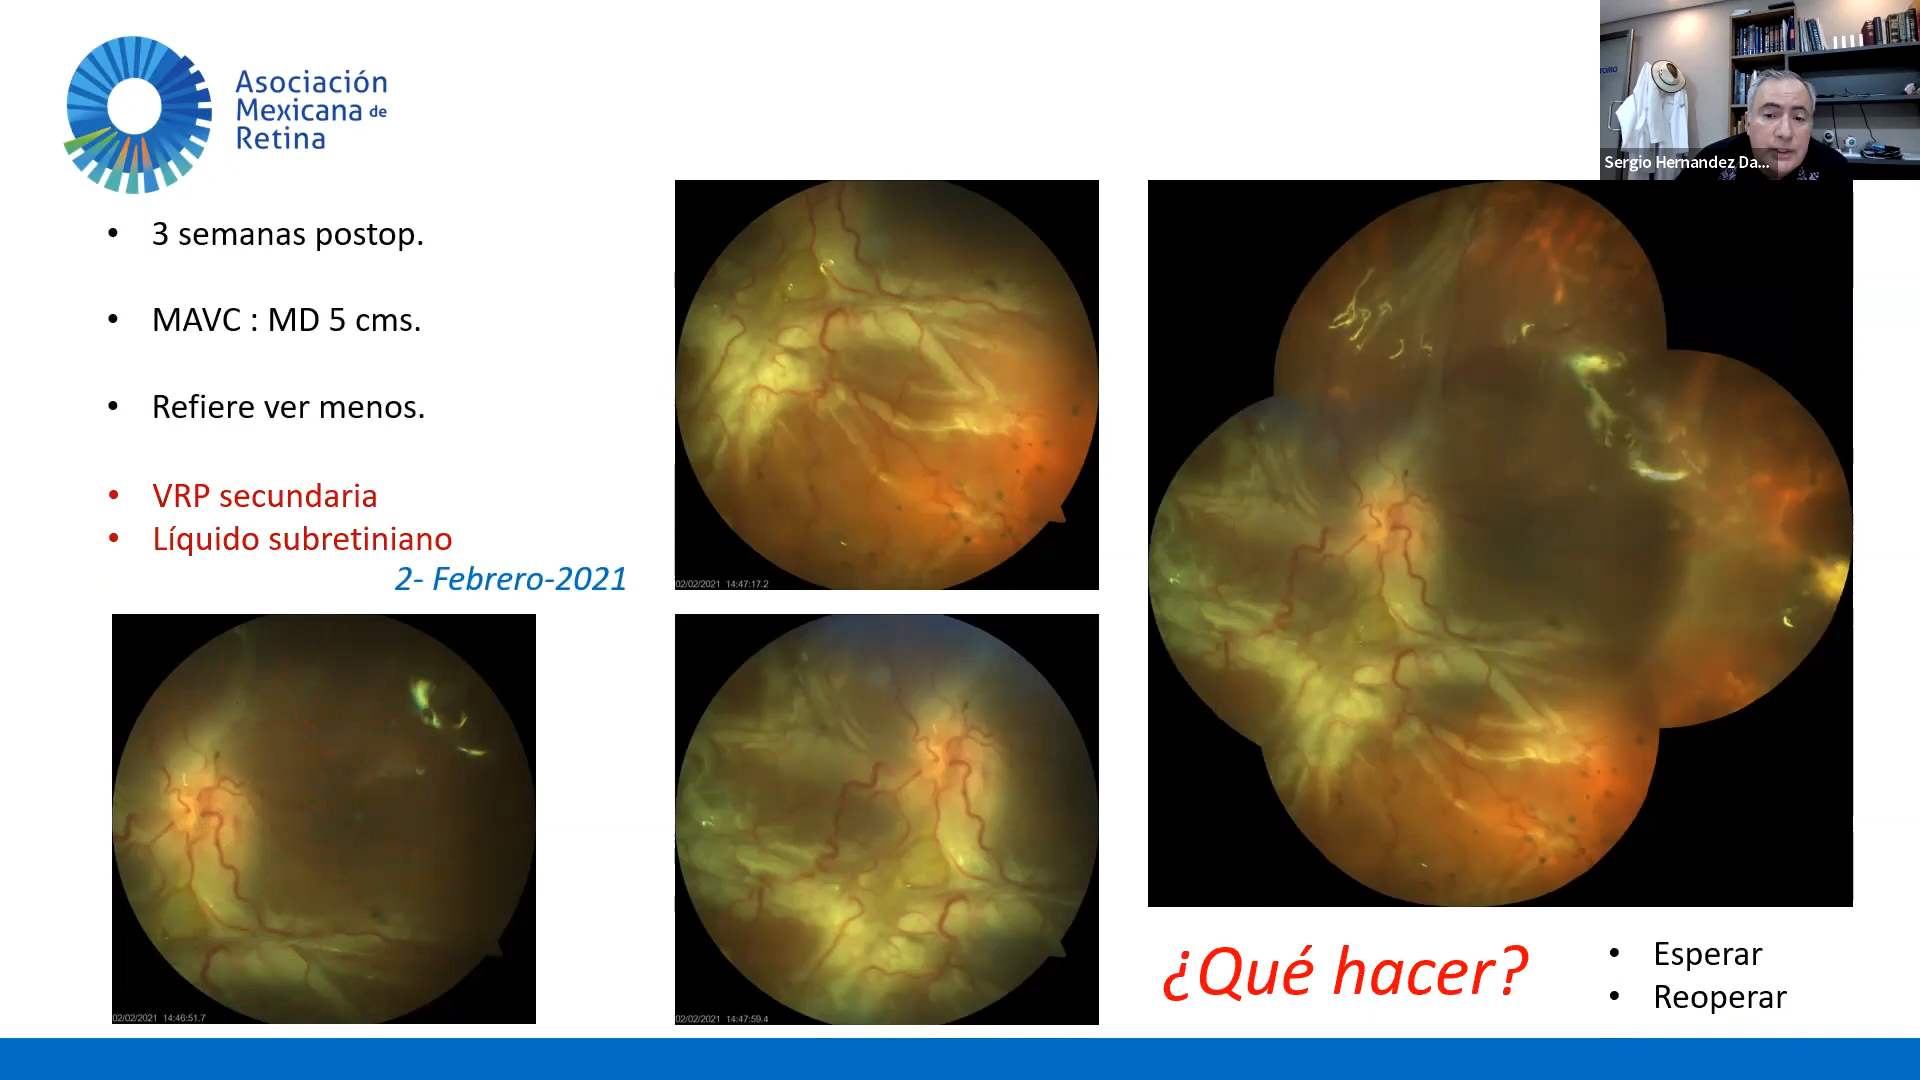 Asociación
Mexicana de
Retina
Sergio Hernandez Da...
• 3 semanas postop.
• MAVC : MD 5 cms.
• Refiere ver menos.
• VRP secundaria
• Líquido subretiniano
2- Febrero-2021
02/02/2021 14:47:17.2
02/02/2021 14:46:51.7
02/02/2021 14:47:59.4
¿Qué hacer?
• Esperar
• Reoperar